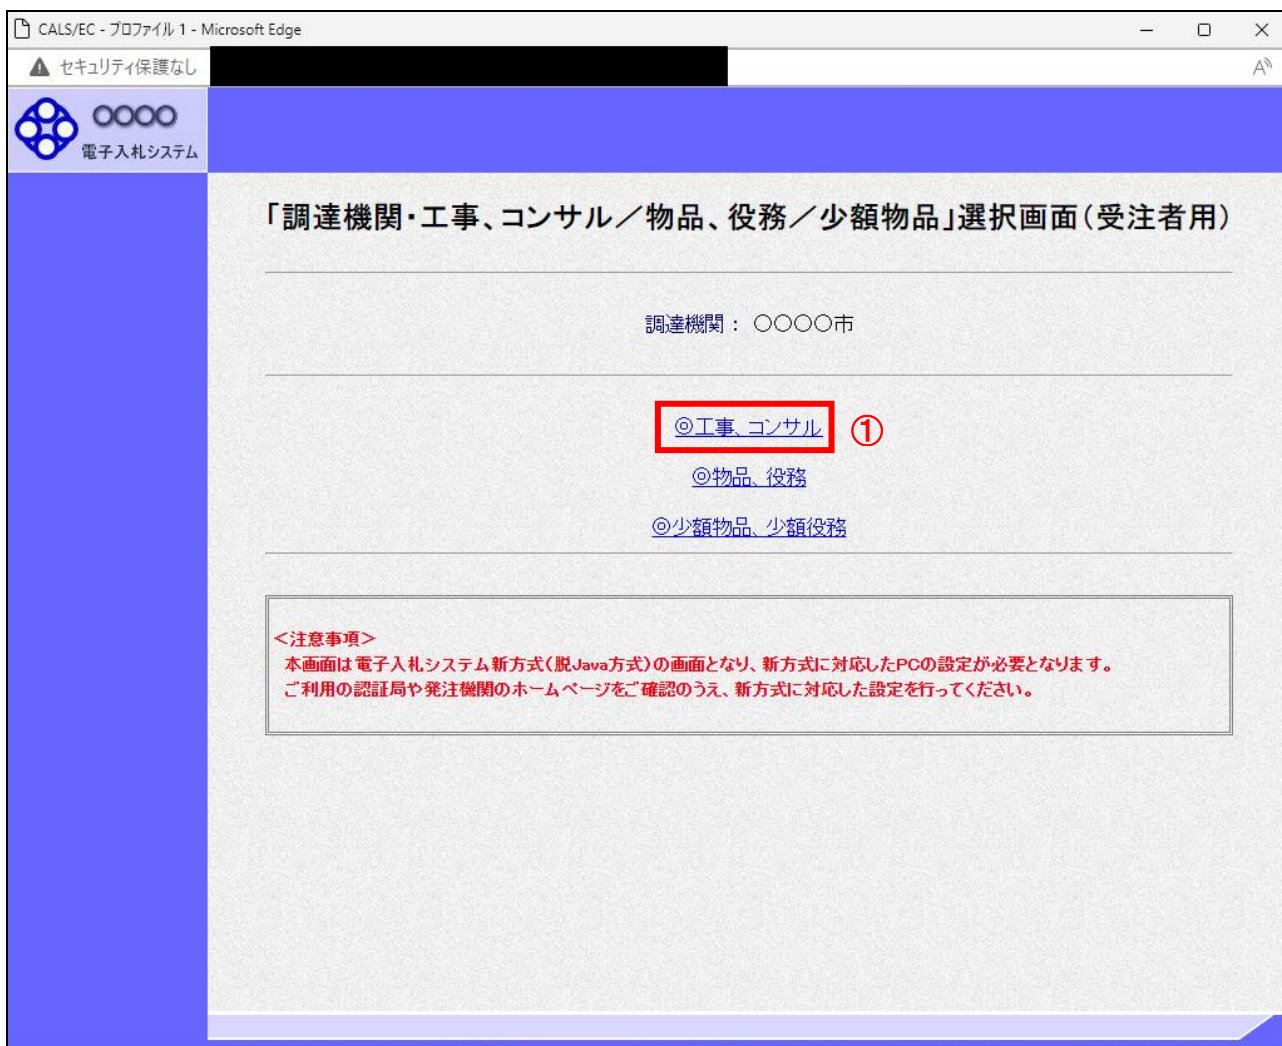 CALS/EC - プロファイル 1 - Microsoft Edge
セキュリティ保護なし
○○○○
電子入札システム
「調達機関・工事、コンサル／物品、役務／少額物品」選択画面（受注者用）
調達機関： ○○○○市
◎工事、コンサル ①
◎物品、役務
◎少額物品、少額役務
＜注意事項＞
本画面は電子入札システム新方式（脱Java方式）の画面となり、新方式に対応したPCの設定が必要となります。
ご利用の認証局や発注機関のホームページをご確認のうえ、新方式に対応した設定を行ってください。